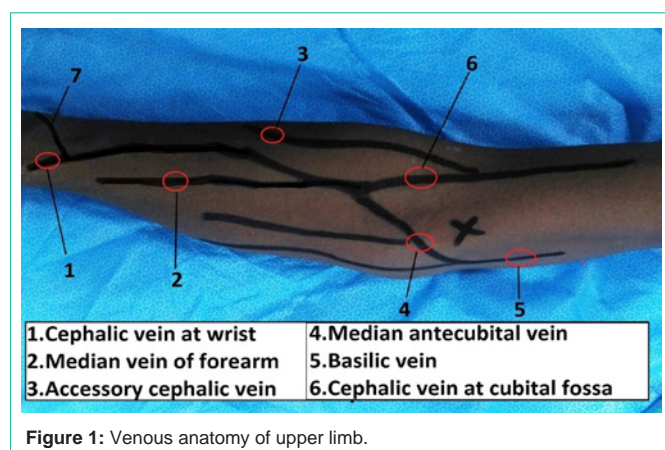 7
3
6
1
2
4
5
1.Cephalic vein at wrist
2.Median vein of forearm
3.Accessory cephalic vein
4.Median antecubital vein
5.Basilic vein
6.Cephalic vein at cubital fossa
Figure 1: Venous anatomy of upper limb.